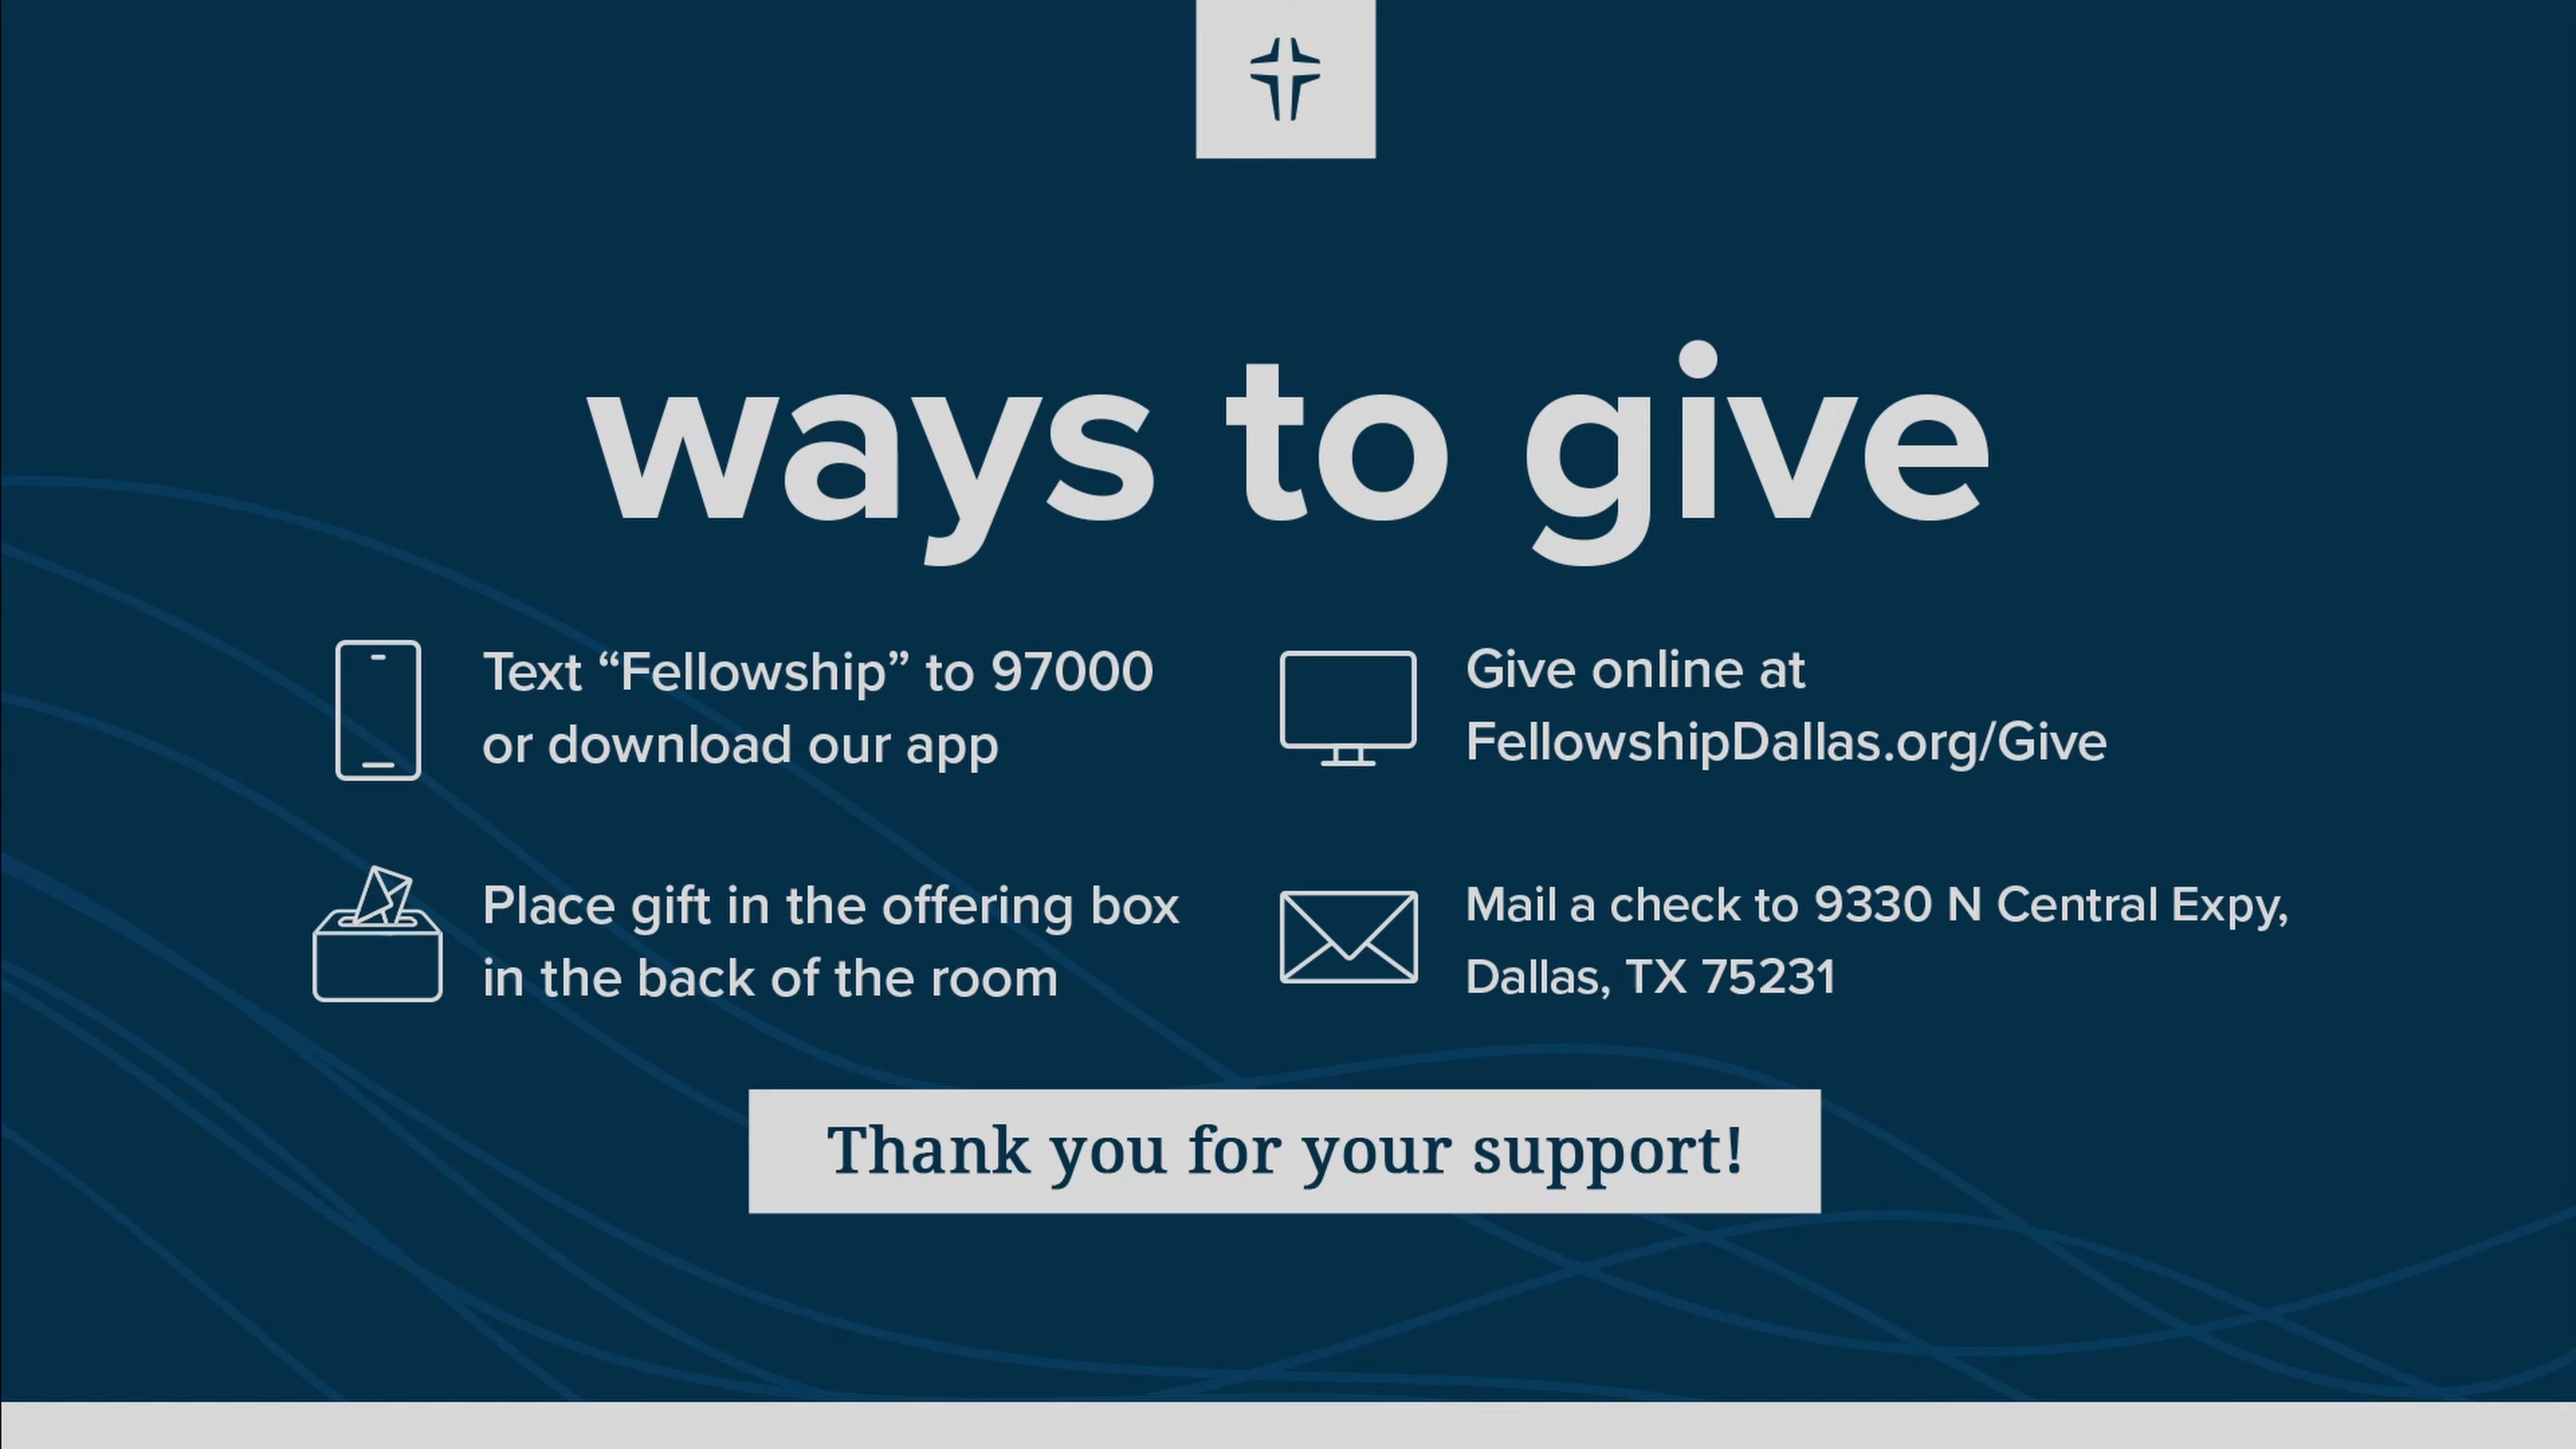 ways to give
Text “Fellowship” to 97000
or download our app
Give online at
FellowshipDallas.org/Give
Place gift in the offering box
in the back of the room
Mail a check to 9330 N Central Expy,
Dallas, TX 75231
Thank you for your support!